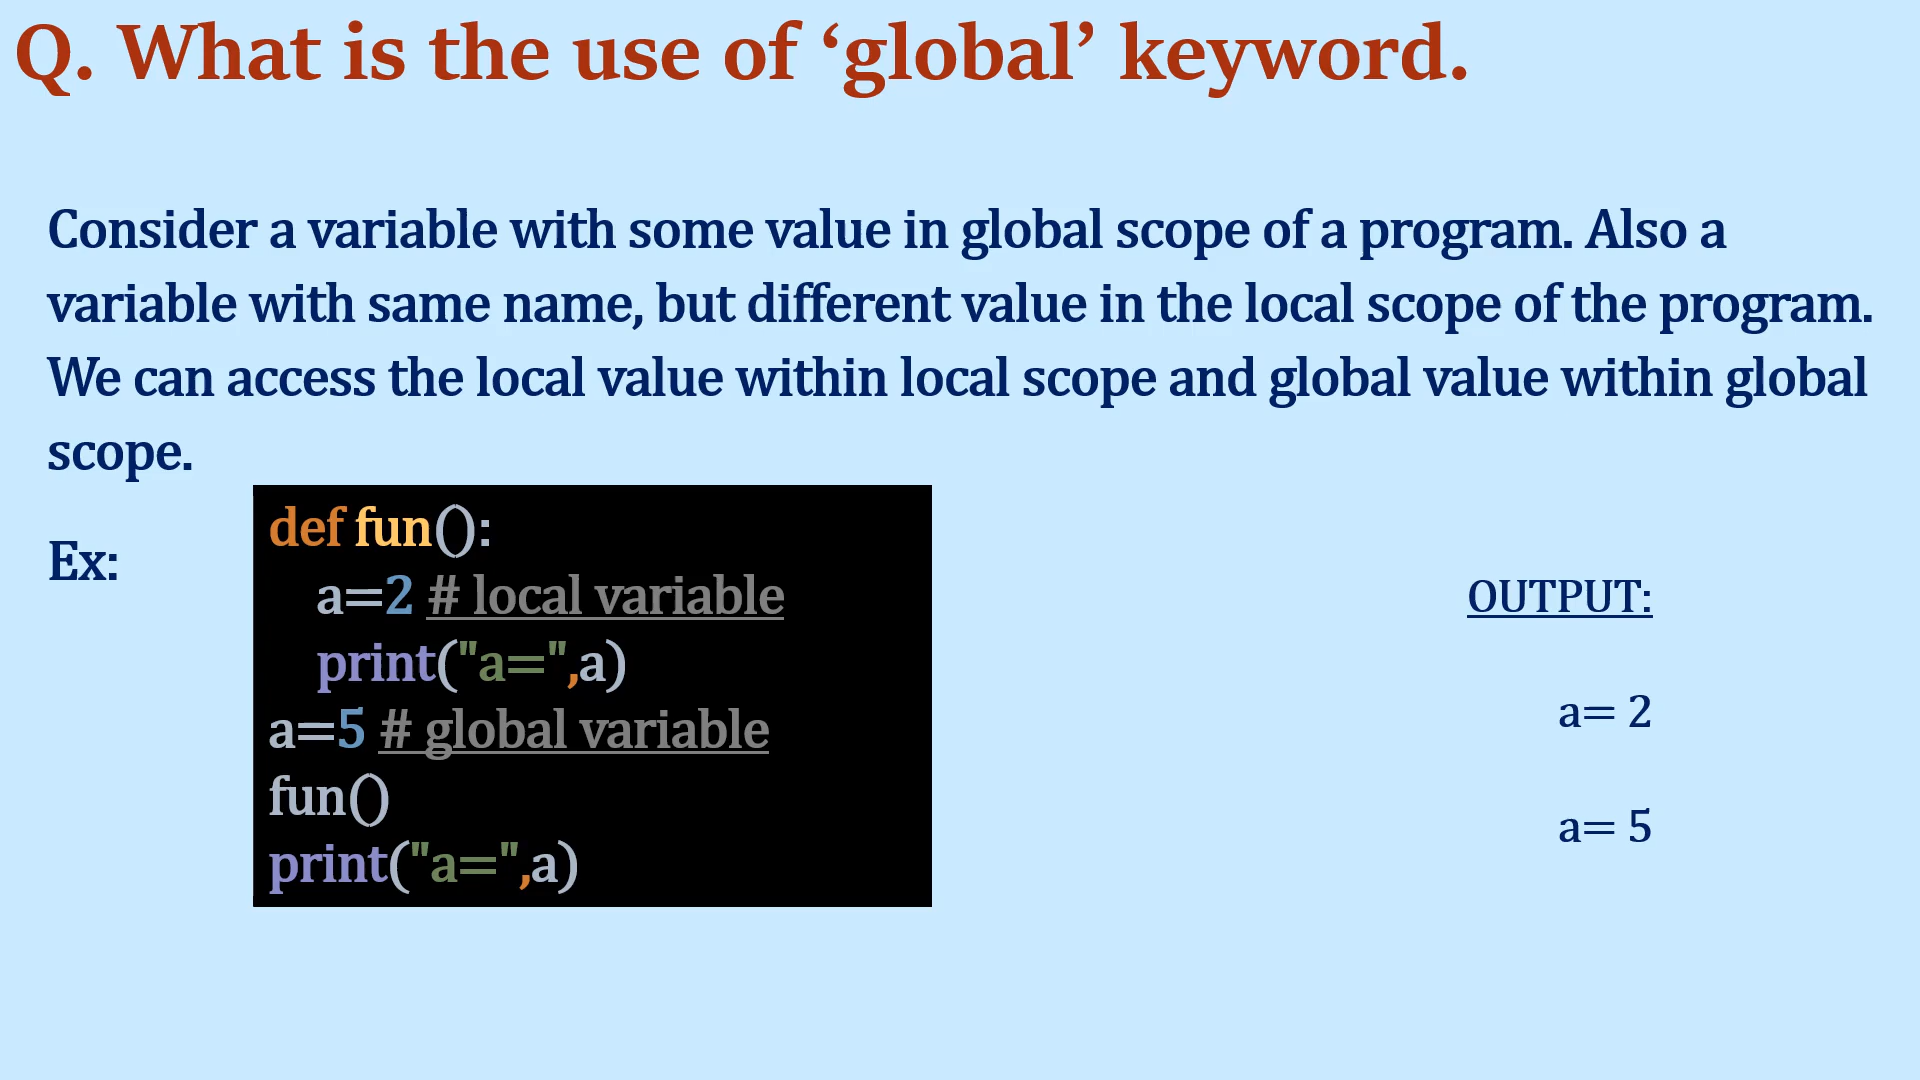 Q. What is the use of ‘global’ keyword.
Consider a variable with some value in global scope of a program. Also a
variable with same name, but different value in the local scope of the program.
We can access the local value within local scope and global value within global
scope.
Ex:
def fun():
    a=2 # local variable
    print("a=",a)
a=5 # global variable
fun()
print("a=",a)
OUTPUT:
a= 2
a= 5